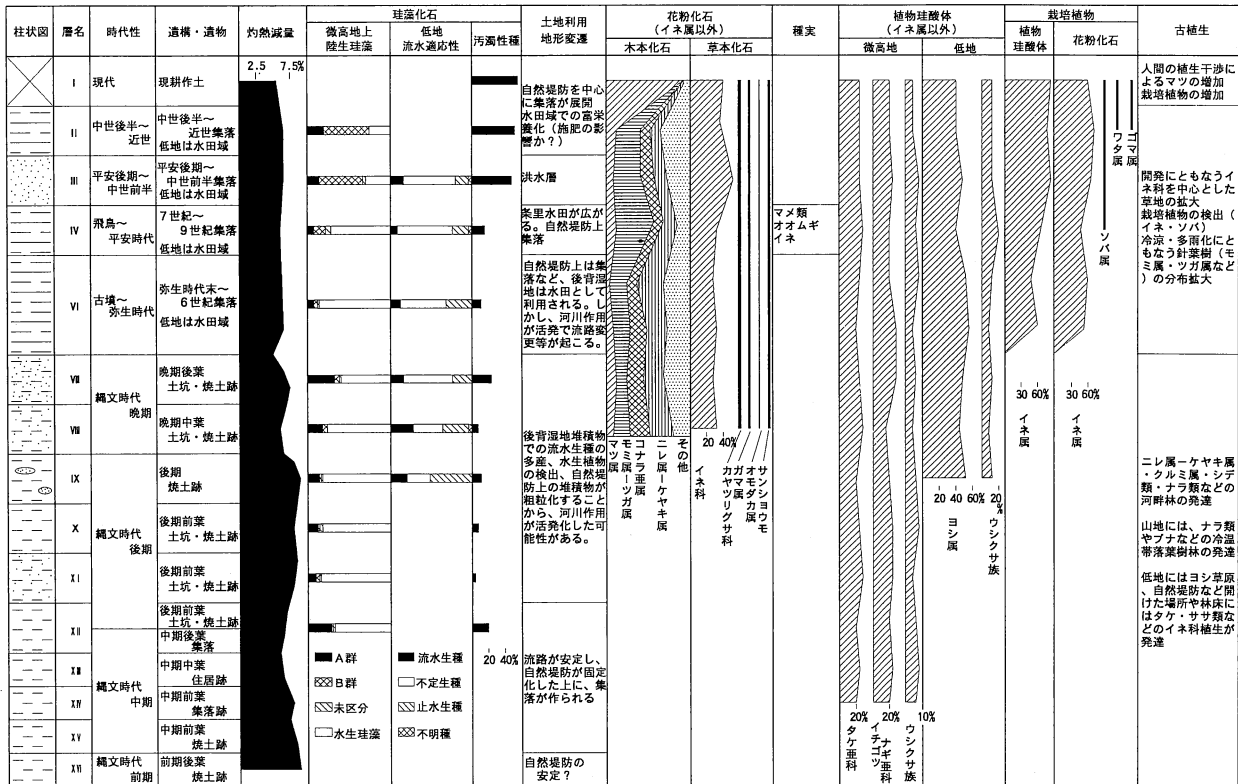 柱状図
層名
時代性
遺構・遺物
灼熱減量
珪藻化石
微高地上
陸生珪藻
低地
流水適応性
汚濁性種
土地利用
地形変遷
花粉化石
(イネ属以外)
木本化石
草本化石
種実
植物珪酸体
(イネ属以外)
微高地
低地
栽培植物
植物
珪酸体
花粉化石
古植生
2.5 7.5%
I
現代
現耕作土
II
中世後半～
近世
中世後半～
近世集落
低地は水田域
III
平安後期～
中世前半
平安後期～
中世前半集落
低地は水田域
IV
飛鳥～
平安時代
7世紀～
9世紀集落
低地は水田域
VI
古墳～
弥生時代
弥生時代末～
6世紀集落
低地は水田域
VII
縄文時代
晩期
晩期後葉
土坑・焼土跡
VIII
晩期中葉
土坑・焼土跡
IX
後期
焼土跡
X
縄文時代
後期
後期前葉
土坑・焼土跡
XI
後期前葉
土坑・焼土跡
XII
後期前葉
土坑・焼土跡
中期後葉
集落
XIII
縄文時代
中期
中期中葉
住居跡
XIV
中期前葉
集落跡
XV
中期前葉
焼土跡
XVI
縄文時代
前期
前期後葉
焼土跡
A群
B群
未区分
水生珪藻
流水生種
不定生種
止水生種
不明種
20 40%
自然堤防を中心
に集落が展開
水田域での富栄
養化(施肥の影
響か？)
洪水層
条里水田が広が
る。自然堤防上
集落
自然堤防上は集
落など、後背湿
地は水田として
利用される。し
かし、河川作用
が活発で流路変
更等が起こる。
後背湿地堆積物
での流水生種の
多産、水生植物
の検出、自然堤
防上の堆積物が
粗粒化すること
から、河川作用
が活発化した可
能性がある。
流路が安定し、
自然堤防が固定
化した上に、集
落が作られる
自然堤防の
安定？
マツ属
モミ属ーツガ属
コナラ亜属
ニレ属ーケヤキ属
その他
20 40%
イネ科
カヤツリグサ科
ガマ属
オモダカ属
サンショウモ
マメ類
オオムギ
イネ
20%
タケ亜科
20%
イチゴツ
ナギ亜科
10%
ウシクサ族
20 40 60%
ヨシ属
20%
ウシクサ族
30 60%
イネ属
30 60%
イネ属
ソバ属
ワタ属
ゴマ属
人間の植生干渉に
よるマツの増加
栽培植物の増加
開発にともなうイ
ネ科を中心とした
草地の拡大
栽培植物の検出(
イネ・ソバ)
冷涼・多雨化にと
もなう針葉樹(モ
ミ属・ツガ属など
)の分布拡大
ニレ属ーケヤキ属
・クルミ属・シデ
類・ナラ類などの
河畔林の発達
山地には、ナラ類
やブナなどの冷温
帯落葉樹林の発達
低地にはヨシ草原
、自然堤防など開
けた場所や林床に
はタケ・ササ類な
どのイネ科植生が
発達